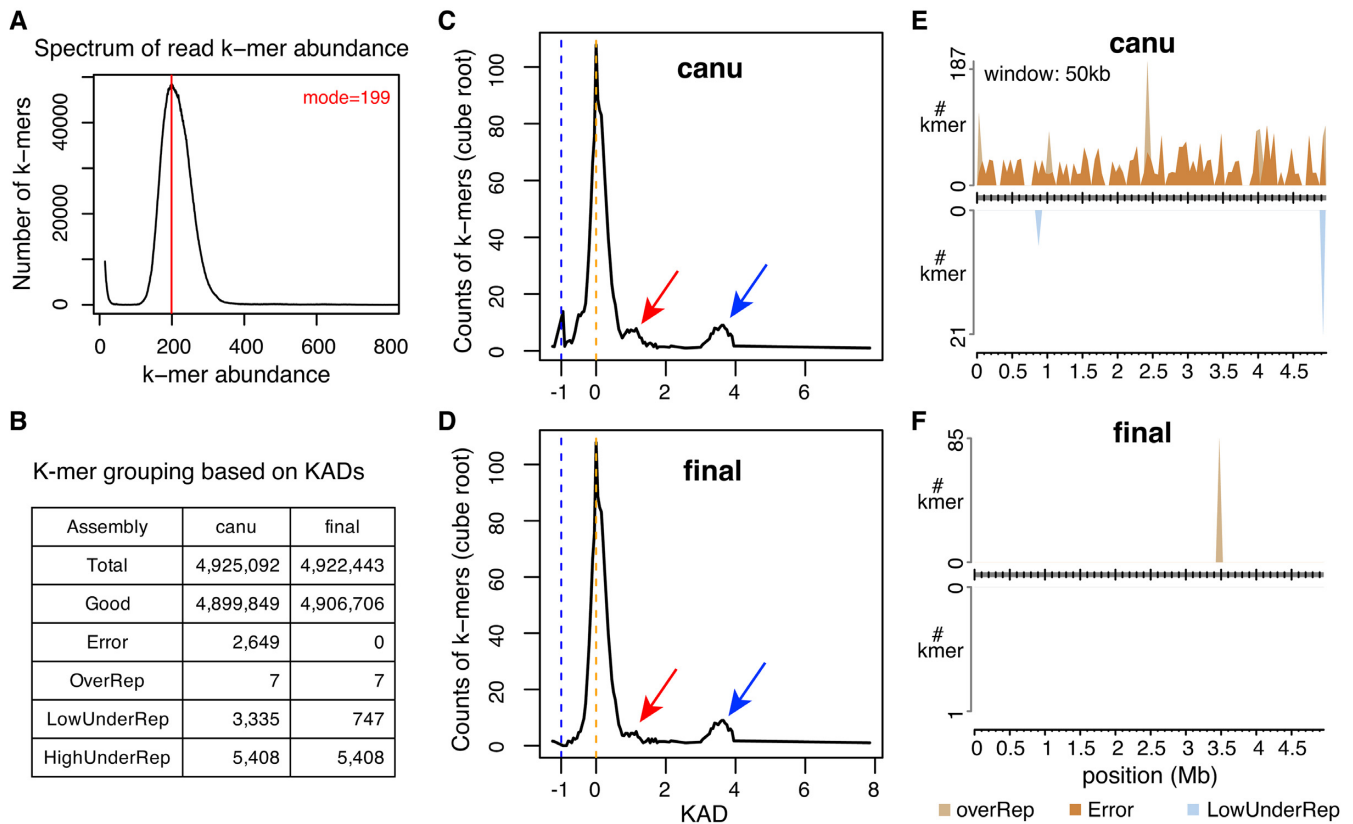 A
Spectrum of read k−mer abundance
mode=199
Number of k−mers
0 20000 40000
0 200 400 600 800
k−mer abundance
B
K-mer grouping based on KADs
Assembly canu final
Total 4,925,092 4,922,443
Good 4,899,849 4,906,706
Error 2,649 0
OverRep 7 7
LowUnderRep 3,335 747
HighUnderRep 5,408 5,408
C
canu
Counts of k−mers (cube root)
0 20 40 60 80 100
-1 0 2 4 6
D
final
Counts of k−mers (cube root)
0 20 40 60 80 100
-1 0 2 4 6 8
KAD
E
canu
window: 50kb
187
#
kmer
0
0
#
kmer
21
0 0.5 1 1.5 2 2.5 3 3.5 4 4.5
F
final
85
#
kmer
0
0
#
kmer
1
0 0.5 1 1.5 2 2.5 3 3.5 4 4.5
position (Mb)
overRep Error LowUnderRep